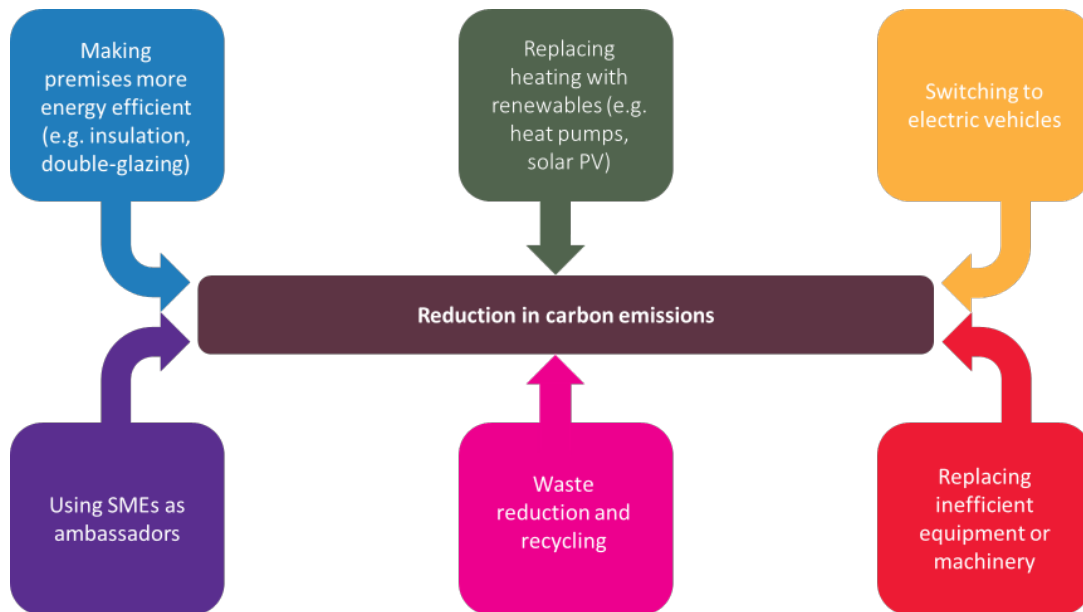 Making
premises more
energy efficient
(e.g. insulation,
double-glazing)
Replacing
heating with
renewables (e.g.
heat pumps,
solar PV)
Switching to
electric vehicles
Reduction in carbon emissions
Using SMEs as
ambassadors
Waste
reduction and
recycling
Replacing
inefficient
equipment or
machinery